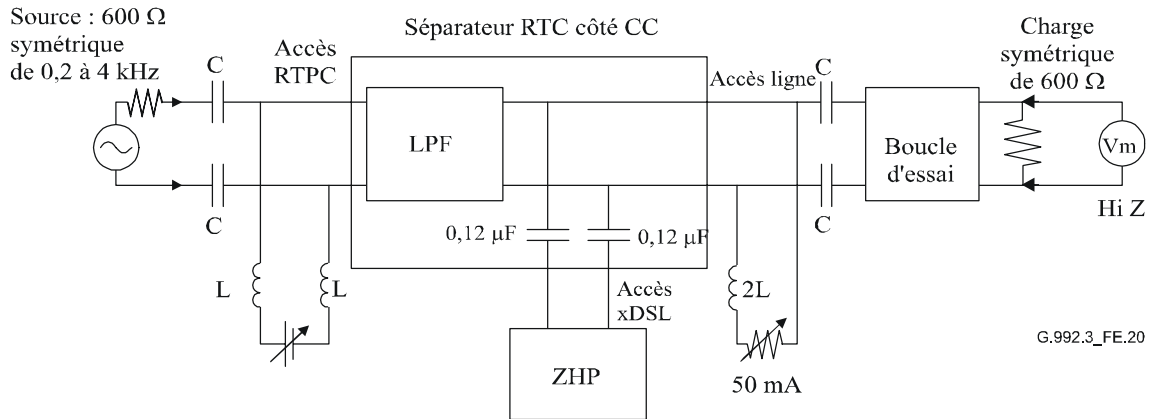 Source : 600 Ω
symétrique
de 0,2 à 4 kHz
Séparateur RTC côté CC
Charge
symétrique
de 600 Ω
Accès
RTPC
Accès ligne
C
C
LPF
Boucle
d'essai
Vm
C
C
Hi Z
0,12 µF
0,12 µF
L
L
Accès
xDSL
2L
ZHP
50 mA
G.992.3_FE.20